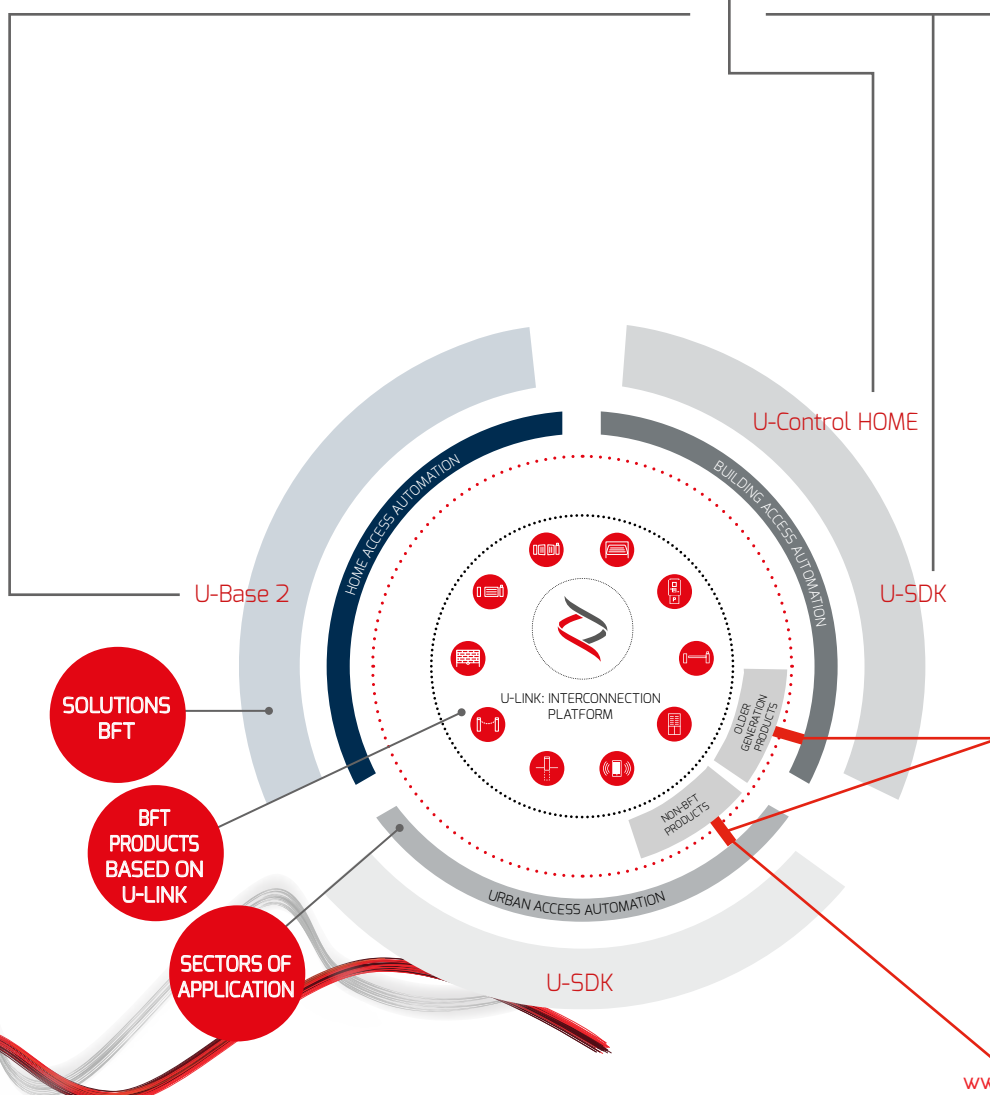 U-Control HOME
HOME ACCESS AUTOMATION
BUILDING ACCESS AUTOMATION
U-Base 2
U-SDK
SOLUTIONS
BFT
U-LINK: INTERCONNECTION
PLATFORM
P
OLDER
GENERATION
PRODUCTS
NON-BFT
PRODUCTS
BFT
PRODUCTS
BASED ON
U-LINK
URBAN ACCESS AUTOMATION
SECTORS OF
APPLICATION
U-SDK